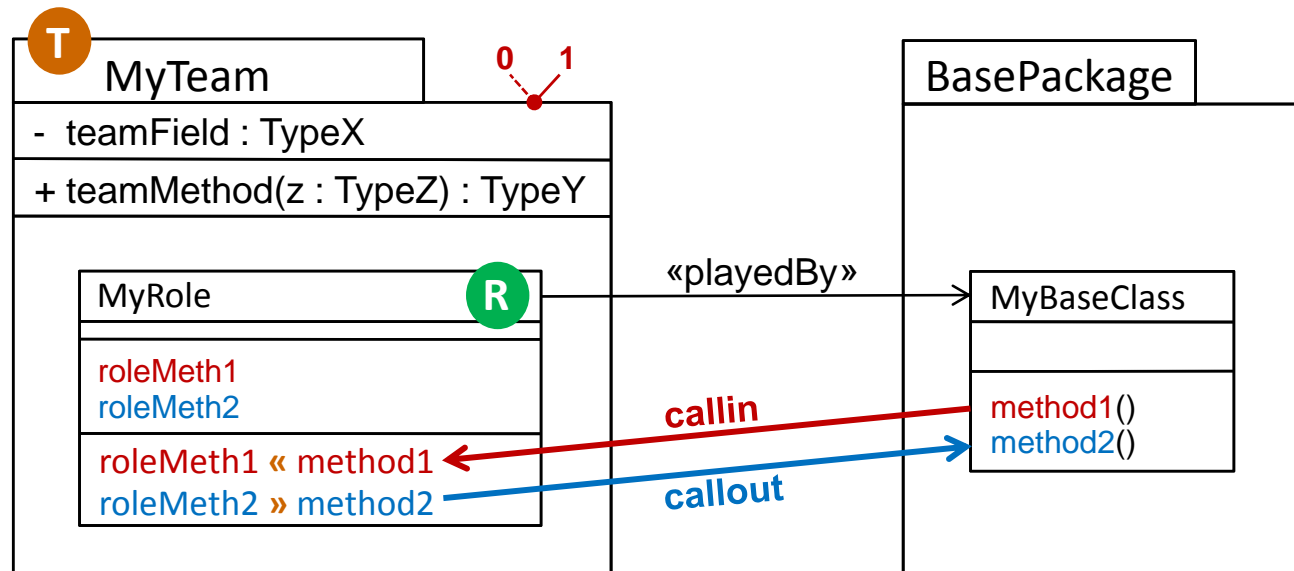 T
MyTeam
0 1
BasePackage
- teamField : TypeX
+ teamMethod(z : TypeZ) : TypeY
MyRole
R
«playedBy»
MyBaseClass
roleMeth1
roleMeth2
callin
method1()
method2()
roleMeth1 « method1
roleMeth2 » method2
callout